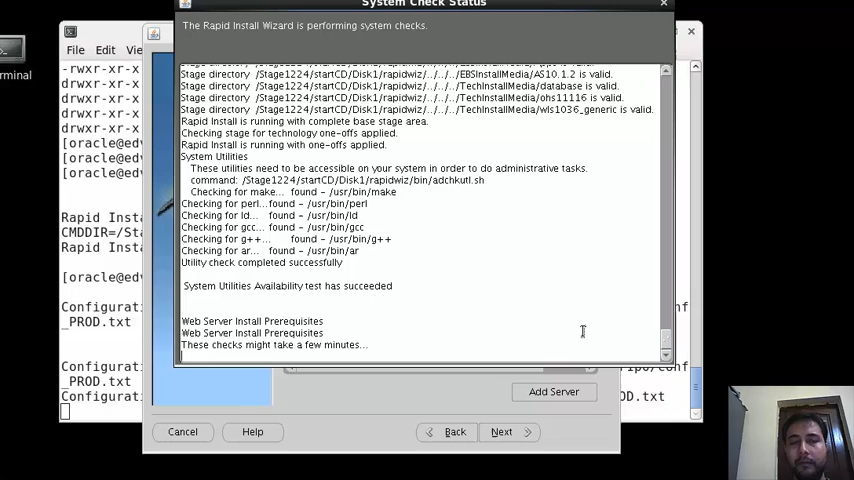 System Check Status
The Rapid Install Wizard is performing system checks.
File Edit Vi
Stage directory /Stage1224/startCD/Disk1/rapidwiz/../../../EBSInstallMedia/AS10.1.2 is valid.
Stage directory /Stage1224/startCD/Disk1/rapidwiz/../../../TechInstallMedia/database is valid.
Stage directory /Stage1224/startCD/Disk1/rapidwiz/../../../TechInstallMedia/ohs11116 is valid.
Stage directory /Stage1224/startCD/Disk1/rapidwiz/../../../TechInstallMedia/wls1036_generic is valid.
Rapid Install is running with complete base stage area.
Checking stage for technology one-offs applied.
Rapid Install is running with one-offs applied.
System Utilities
These utilities need to be accessible on your system in order to do administrative tasks.
command: /Stage1224/startCD/Disk1/rapidwiz/bin/adchkutl.sh
Checking for make... found - /usr/bin/make
Checking for perl...found - /usr/bin/perl
Checking for ld... found - /usr/bin/ld
Checking for gcc... found - /usr/bin/gcc
Checking for g++... found - /usr/bin/g++
Checking for ar... found - /usr/bin/ar
Utility check completed successfully
System Utilities Availability test has succeeded
Web Server Install Prerequisites
Web Server Install Prerequisites
These checks might take a few minutes...
rminal
-rwxr-xr-x
drwxr-xr-x
drwxr-xr-x
drwxr-xr-x
drwxr-xr-x
drwxr-xr-x
[oracle@ed
[oracle@ed
[oracle@ed
Rapid Inst
CMDDIR=/St
Rapid Inst
[oracle@ed
Configurat
_PROD.txt
Configurat
_PROD.txt
Configurat
OD.txt
Add Server
Cancel
Help
Back
Next